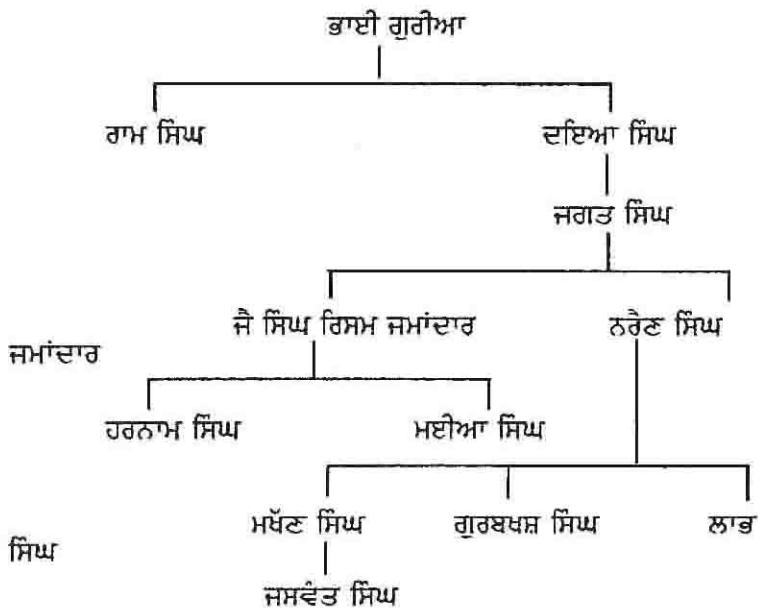 ਭਾਈ ਗੁਰੀਆ
ਰਾਮ ਸਿੰਘ ਦਇਆ ਸਿੰਘ
ਜਗਤ ਸਿੰਘ
ਜੈ ਸਿੰਘ ਰਿਸਮ ਜਮਾਂਦਾਰ ਨਰੈਣ ਸਿੰਘ
ਜਮਾਂਦਾਰ
ਹਰਨਾਮ ਸਿੰਘ ਮਈਆ ਸਿੰਘ
ਮਖੱਣ ਸਿੰਘ ਗੁਰਬਖਸ਼ ਸਿੰਘ ਲਾਭ
ਸਿੰਘ
ਜਸਵੰਤ ਸਿੰਘ